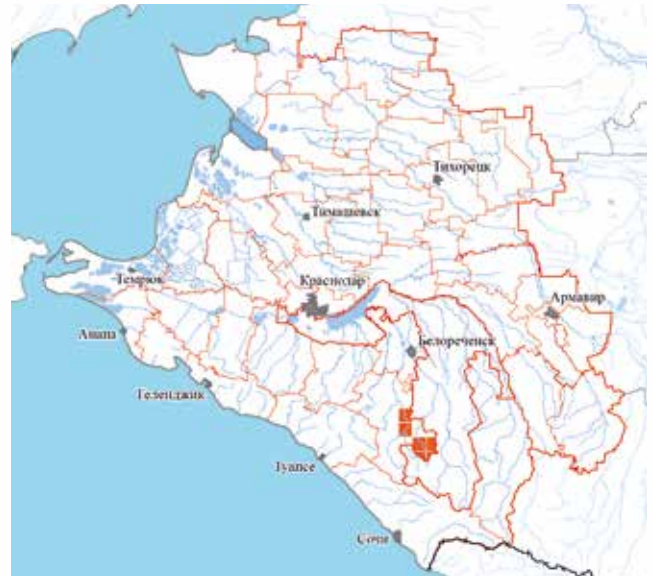 Тихорецк
Тимашевск
Темрюк
Краснодар
Армавир
Анапа
Белореченск
Геленджик
Туапсе
Сочи